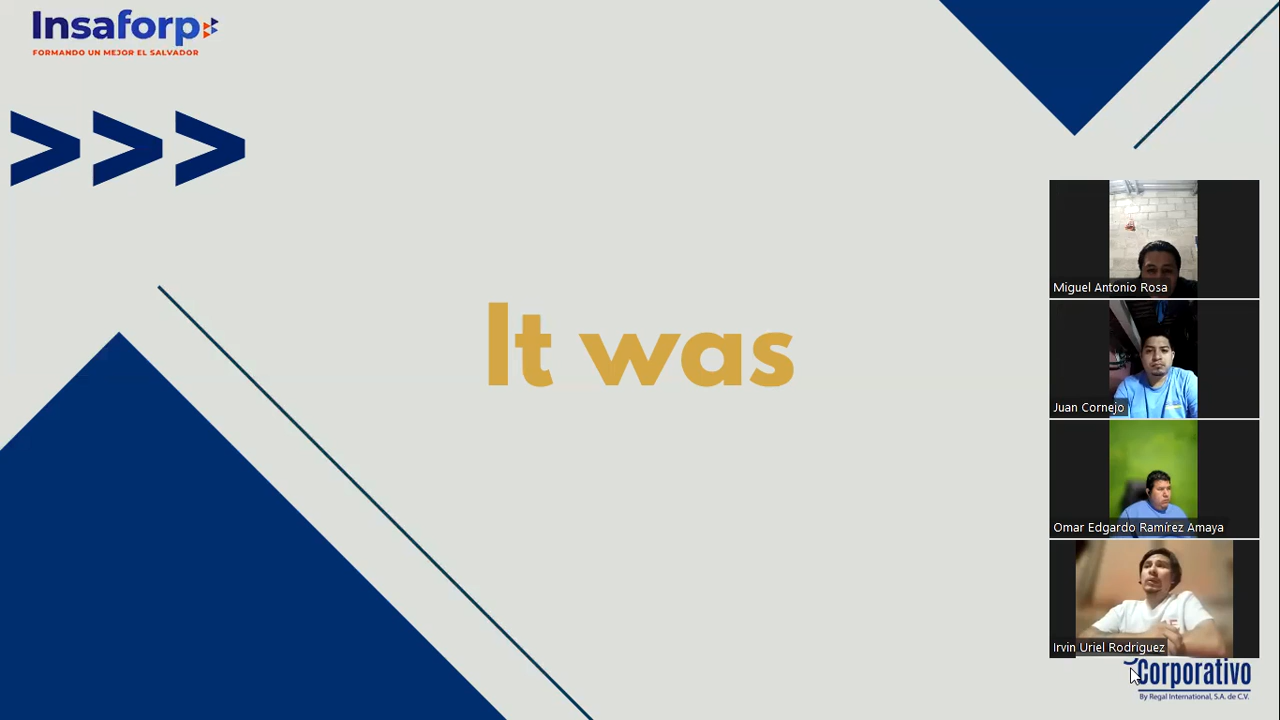 Insaforp
FORMANDO UN MEJOR EL SALVADOR
>>>
It was
Miguel Antonio Rosa
Juan Cornejo
Omar Edgardo Ramírez Amaya
Irvin Uriel Rodriguez
Corporativo
By Regal International, S.A. de C.V.